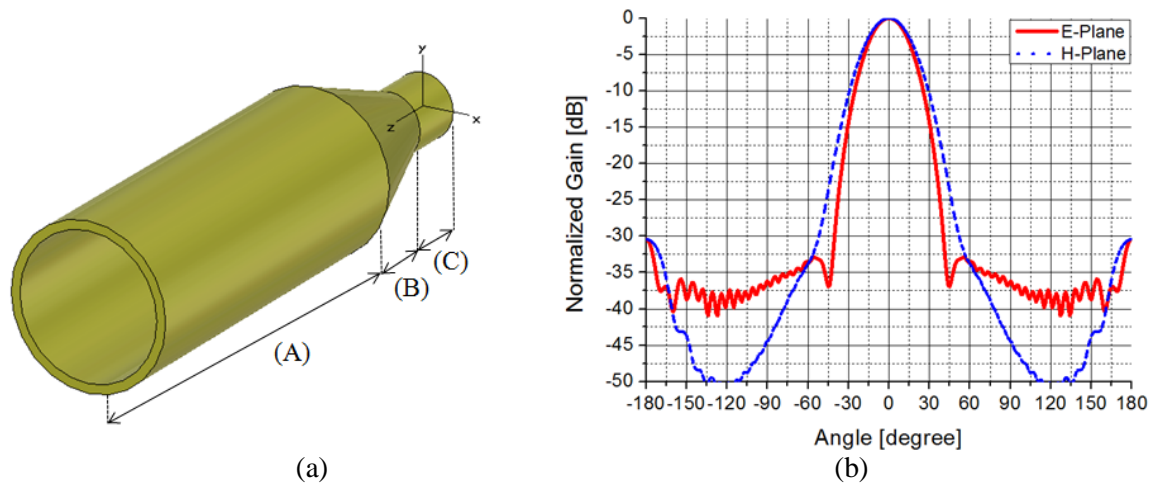 y
x
z
(C)
(B)
(A)
(a)
0
-5
-10
-15
-20
-25
-30
-35
-40
-45
-50
Normalized Gain [dB]
E-Plane
H-Plane
-180 -150 -120 -90 -60 -30 0 30 60 90 120 150 180
Angle [degree]
(b)